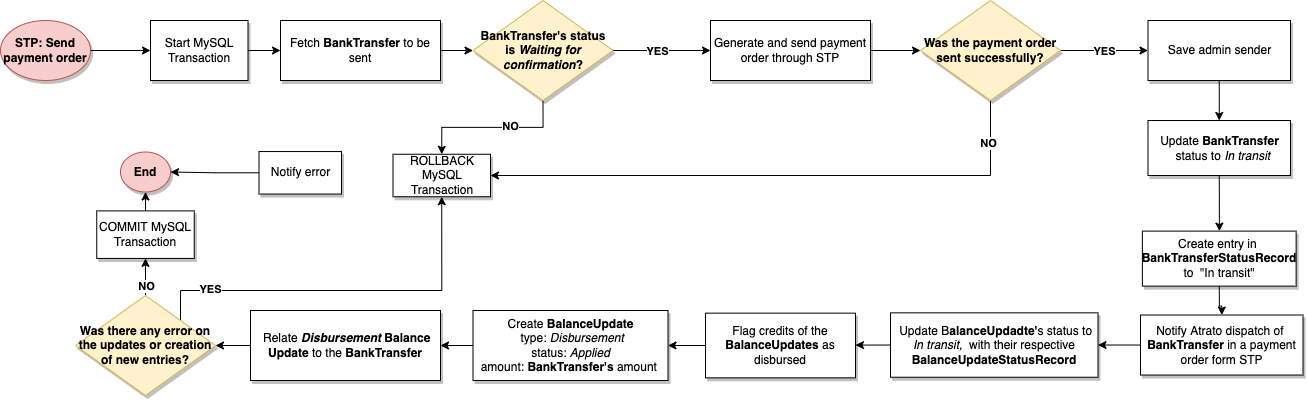 STP: Send
payment order
Start MySQL
Transaction
Fetch BankTransfer to be
sent
BankTransfer's status
is Waiting for
confirmation?
YES
Generate and send payment
order through STP
Was the payment order
sent successfully?
YES
Save admin sender
NO
NO
Update BankTransfer
status to In transit
End
Notify error
ROLLBACK
MySQL
Transaction
COMMIT MySQL
Transaction
Create entry in
BankTransferStatusRecord
to "In transit"
NO
YES
Was there any error on
the updates or creation
of new entries?
Relate Disbursement Balance
Update to the BankTransfer
Create BalanceUpdate
type: Disbursement
status: Applied
amount: BankTransfer's amount
Flag credits of the
BalanceUpdates as
disbursed
Update BalanceUpdadte's status to
In transit, with their respective
BalanceUpdateStatusRecord
Notify Atrato dispatch of
BankTransfer in a payment
order form STP